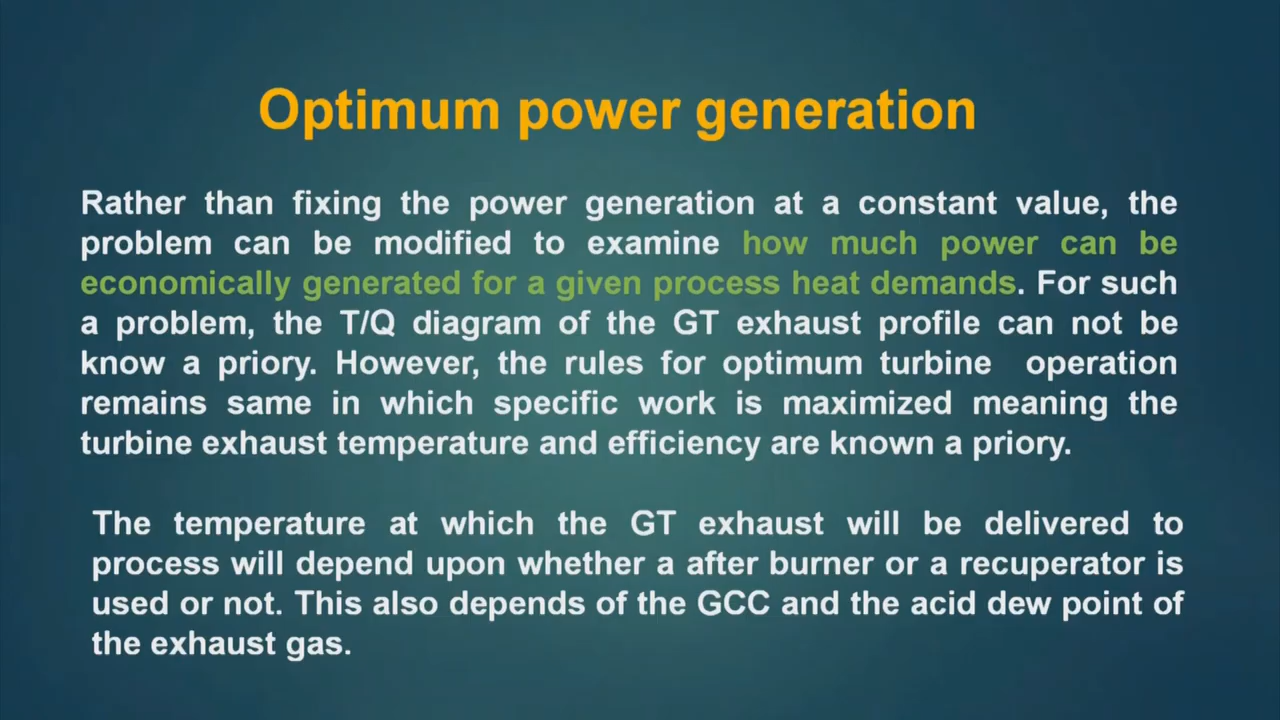 Optimum power generation
Rather than fixing the power generation at a constant value, the
problem can be modified to examine how much power can be
economically generated for a given process heat demands. For such
a problem, the T/Q diagram of the GT exhaust profile can not be
know a priory. However, the rules for optimum turbine operation
remains same in which specific work is maximized meaning the
turbine exhaust temperature and efficiency are known a priory.
The temperature at which the GT exhaust will be delivered to
process will depend upon whether a after burner or a recuperator is
used or not. This also depends of the GCC and the acid dew point of
the exhaust gas.